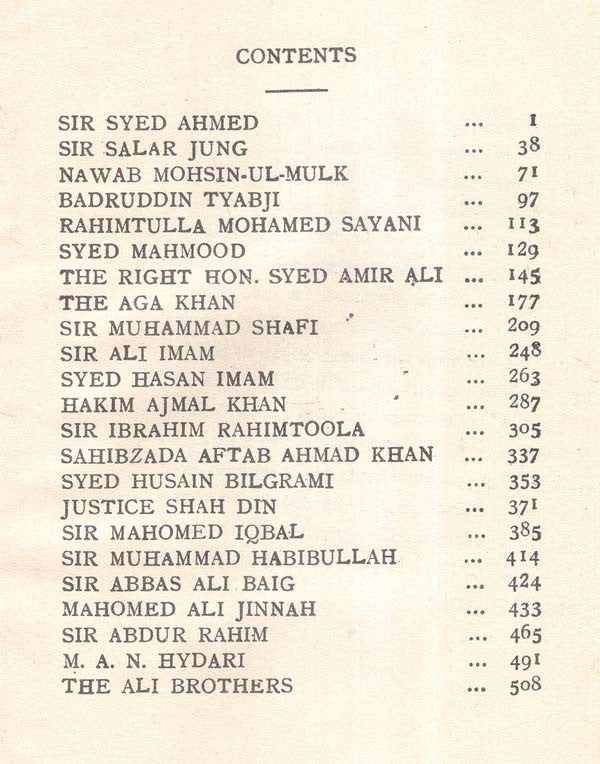 CONTENTS
SIR SYED AHMED ... 1
SIR SALAR JUNG ... 38
NAWAB MOHSIN-UL-MULK ... 71
BADRUDDIN TYABJI ... 97
RAHIMTULLA MOHAMED SAYANI ... 113
SYED MAHMOOD ... 129
THE RIGHT HON. SYED AMIR ALI ... 145
THE AGA KHAN ... 177
SIR MUHAMMAD SHAFI ... 209
SIR ALI IMAM ... 248
SYED HASAN IMAM ... 263
HAKIM AJMAL KHAN ... 287
SIR IBRAHIM RAHIMTOOLA ... 305
SAHIBZADA AFTAB AHMAD KHAN ... 337
SYED HUSAIN BILGRAMI ... 353
JUSTICE SHAH DIN ... 371
SIR MAHOMED IQBAL ... 385
SIR MUHAMMAD HABIBULLAH ... 414
SIR ABBAS ALI BAIG ... 424
MAHOMED ALI JINNAH ... 433
SIR ABDUR RAHIM ... 465
M. A. N. HYDARI ... 491
THE ALI BROTHERS ... 508